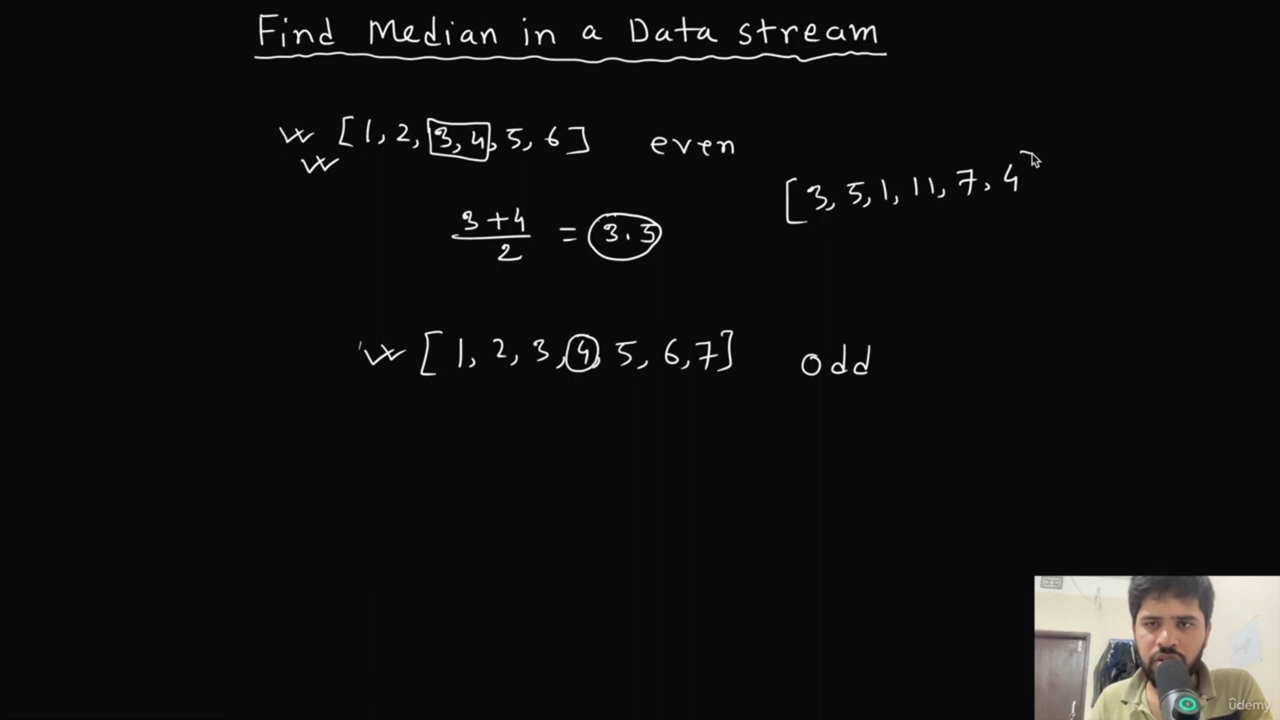 Find Median in a Data stream
w [1, 2, 3, 4, 5, 6] even
w
[3, 5, 1, 11, 7, 4
3+4
2
= 3.5
w [1, 2, 3, 4, 5, 6, 7] odd
ûdemy